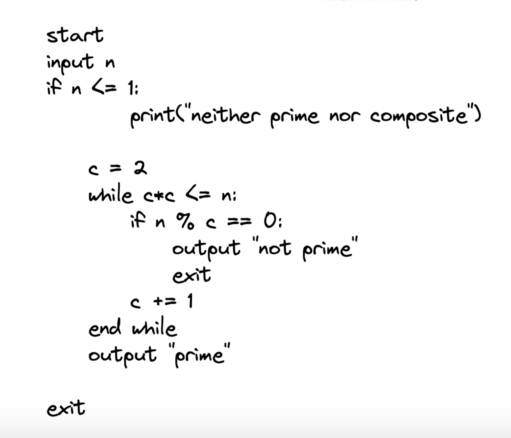 start
input n
if n <= 1:
print("neither prime nor composite")
c = 2
while c*c <= n:
if n % c == 0:
output "not prime"
exit
c += 1
end while
output "prime"
exit